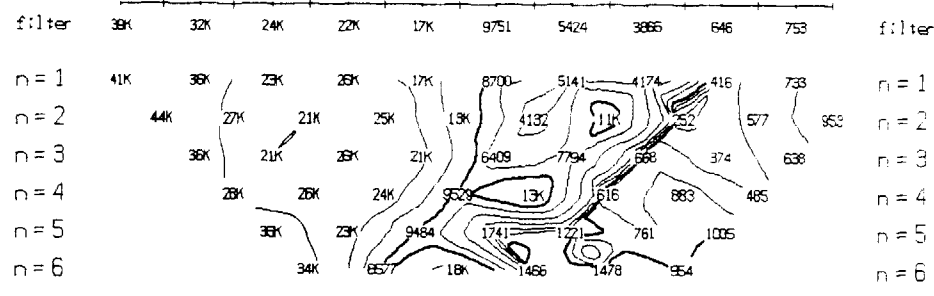 filter 39K 32K 24K 22K 17K 9751 5424 3866 646 753 filter
n = 1 41K 36K 23K 26K 17K 8700 5141 4174 416 733 n = 1
n = 2 44K 27K 21K 25K 13K 4132 11K 252 577 953 n = 2
n = 3 36K 21K 26K 21K 6409 7794 668 374 638 n = 3
n = 4 28K 26K 24K 9529 13K 616 883 485 n = 4
n = 5 36K 23K 9484 1741 1221 761 1005 n = 5
n = 6 34K 8577 18K 1466 1478 954 n = 6